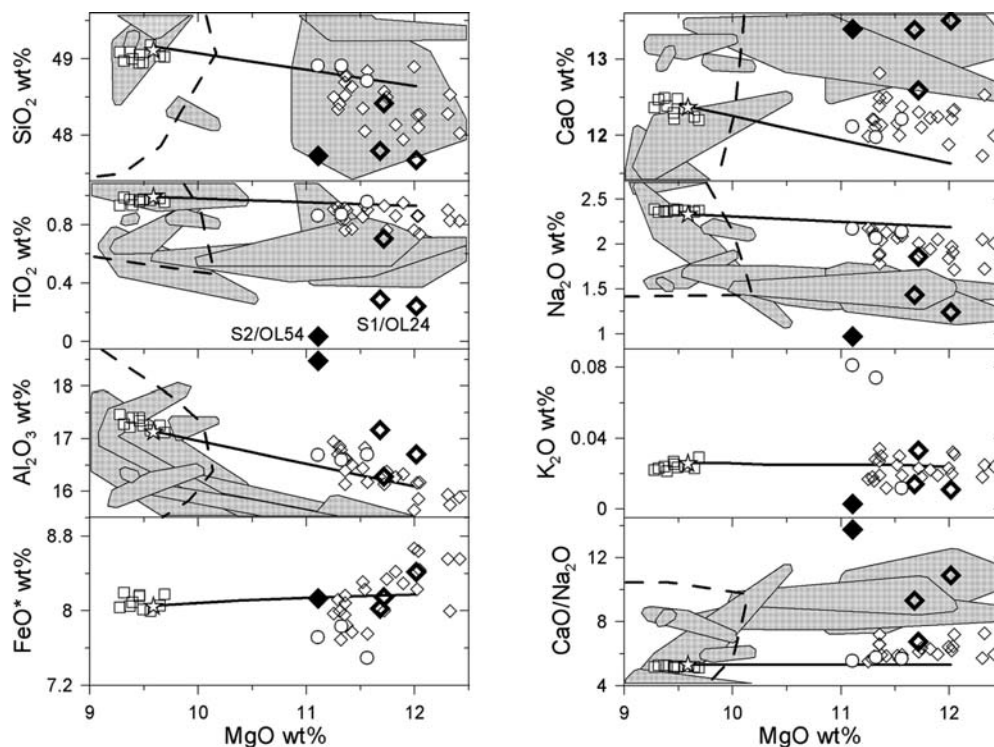 SiO2 wt%
49
48
TiO2 wt%
0.8
0.4
0
S2/OL54
S1/OL24
Al2O3 wt%
18
17
16
FeO* wt%
8.8
8
7.2
9 10 11 12
MgO wt%
CaO wt%
13
12
Na2O wt%
2.5
2
1.5
1
K2O wt%
0.08
0.04
0
CaO/Na2O
12
8
4
9 10 11 12
MgO wt%